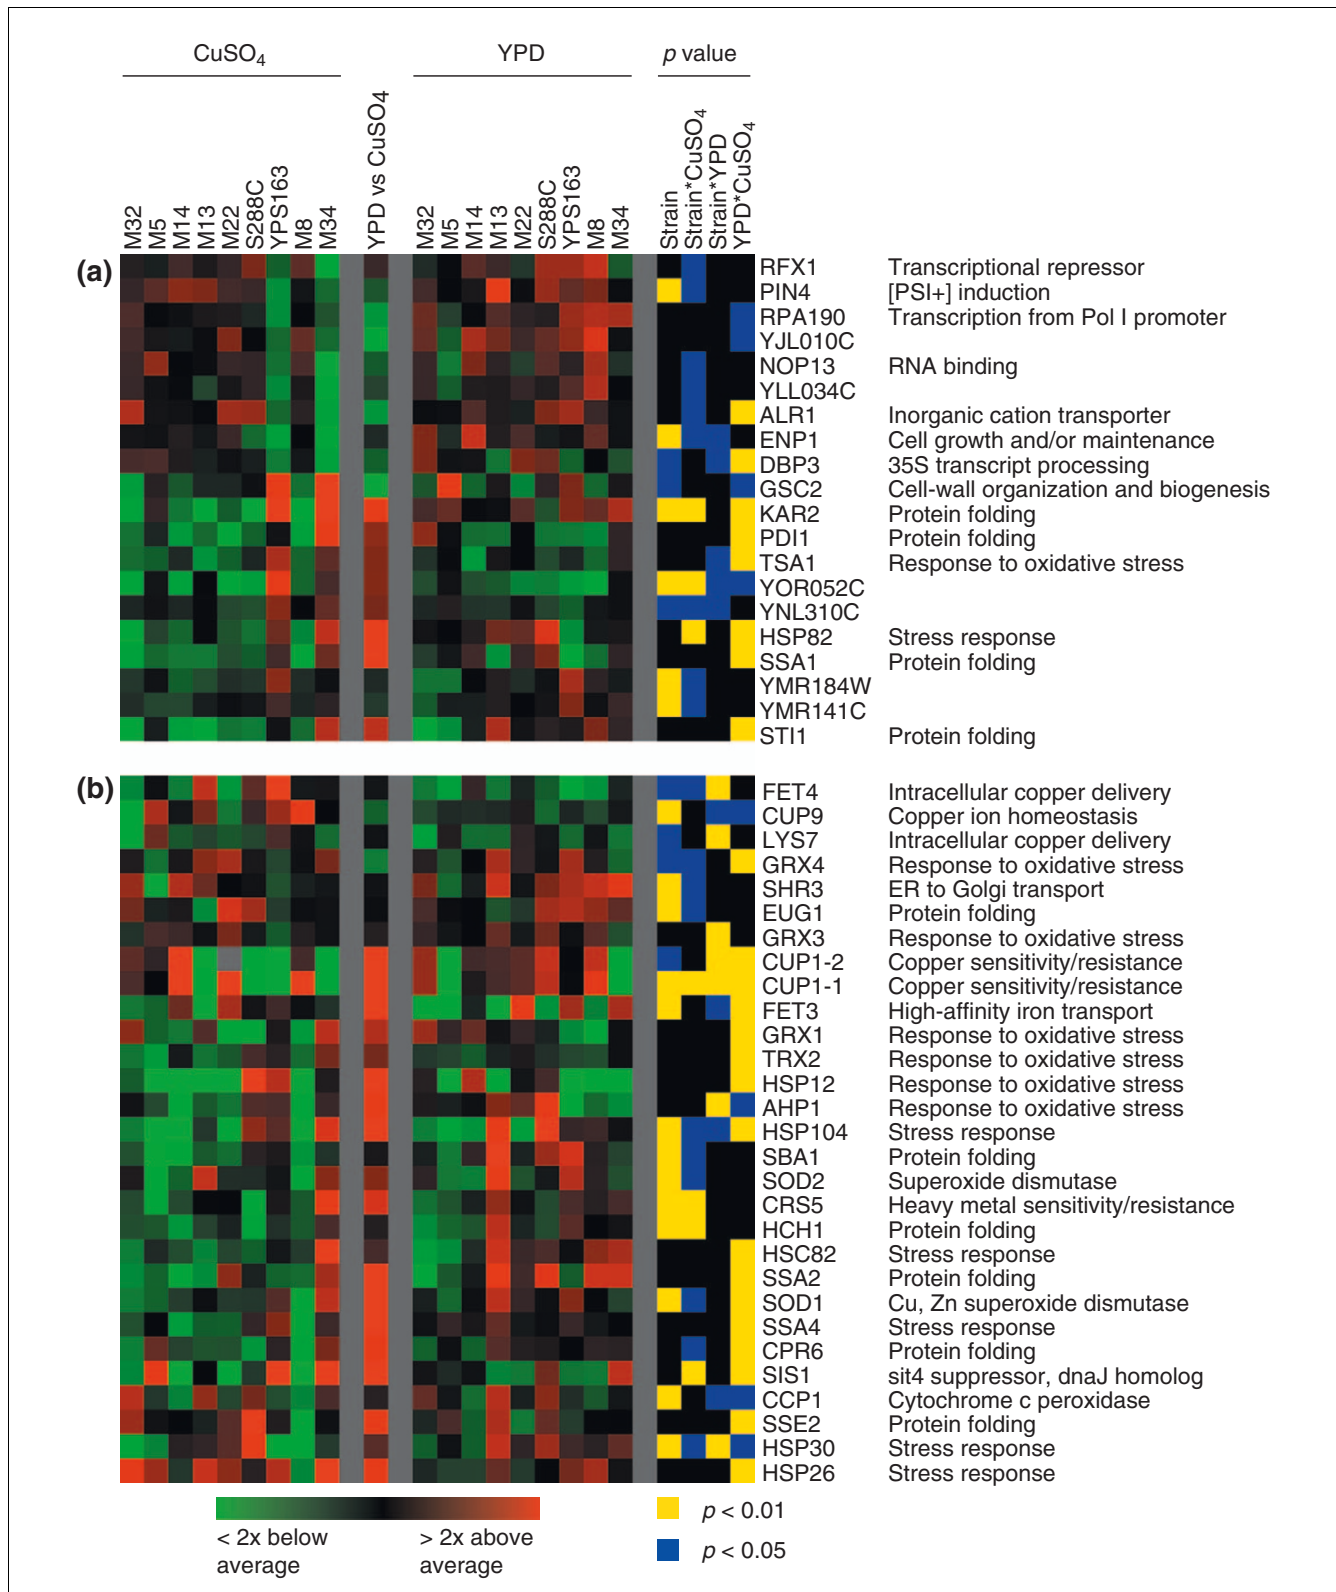 CuSO4 YPD p value
M32 M5 M14 M13 M22 S288C YPS163 M8 M34 YPD vs CuSO4 M32 M5 M14 M13 M22 S288C YPS163 M8 M34 Strain Strain*CuSO4 Strain*YPD YPD*CuSO4
(a) RFX1 Transcriptional repressor
PIN4 [PSI+] induction
RPA190 Transcription from Pol I promoter
YJL010C
NOP13 RNA binding
YLL034C
ALR1 Inorganic cation transporter
ENP1 Cell growth and/or maintenance
DBP3 35S transcript processing
GSC2 Cell-wall organization and biogenesis
KAR2 Protein folding
PDI1 Protein folding
TSA1 Response to oxidative stress
YOR052C
YNL310C
HSP82 Stress response
SSA1 Protein folding
YMR184W
YMR141C
STI1 Protein folding
(b) FET4 Intracellular copper delivery
CUP9 Copper ion homeostasis
LYS7 Intracellular copper delivery
GRX4 Response to oxidative stress
SHR3 ER to Golgi transport
EUG1 Protein folding
GRX3 Response to oxidative stress
CUP1-2 Copper sensitivity/resistance
CUP1-1 Copper sensitivity/resistance
FET3 High-affinity iron transport
GRX1 Response to oxidative stress
TRX2 Response to oxidative stress
HSP12 Response to oxidative stress
AHP1 Response to oxidative stress
HSP104 Stress response
SBA1 Protein folding
SOD2 Superoxide dismutase
CRS5 Heavy metal sensitivity/resistance
HCH1 Protein folding
HSC82 Stress response
SSA2 Protein folding
SOD1 Cu, Zn superoxide dismutase
SSA4 Stress response
CPR6 Protein folding
SIS1 sit4 suppressor, dnaJ homolog
CCP1 Cytochrome c peroxidase
SSE2 Protein folding
HSP30 Stress response
HSP26 Stress response
< 2x below average
> 2x above average
p < 0.01
p < 0.05